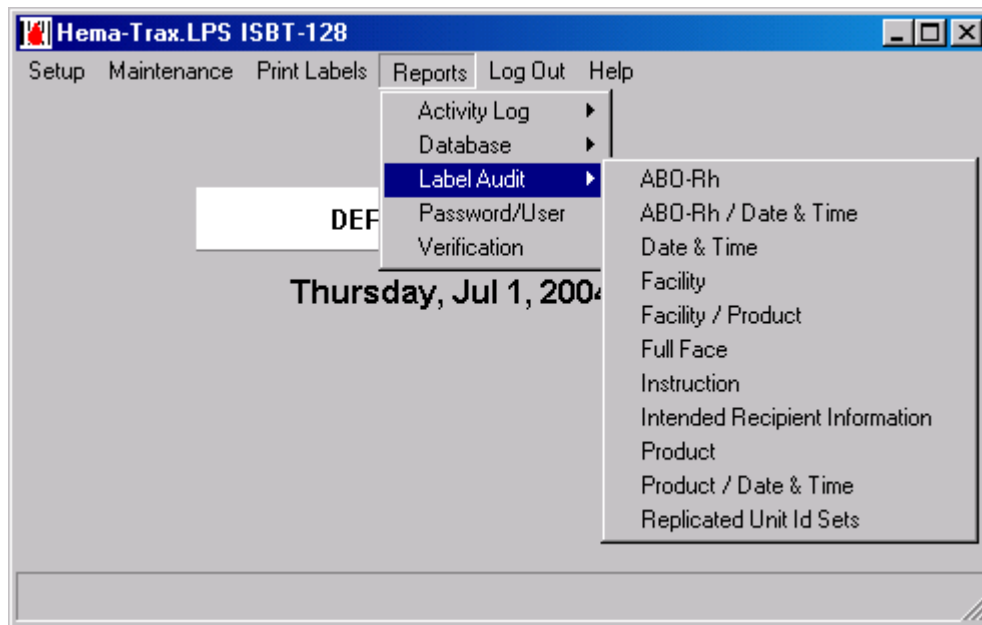 Hema-Trax.LPS ISBT-128
Setup Maintenance Print Labels Reports Log Out Help
Activity Log
Database
Label Audit
Password/User
Verification
ABO-Rh
ABO-Rh / Date & Time
Date & Time
Facility
Facility / Product
Full Face
Instruction
Intended Recipient Information
Product
Product / Date & Time
Replicated Unit Id Sets
DEF
Thursday, Jul 1, 2004